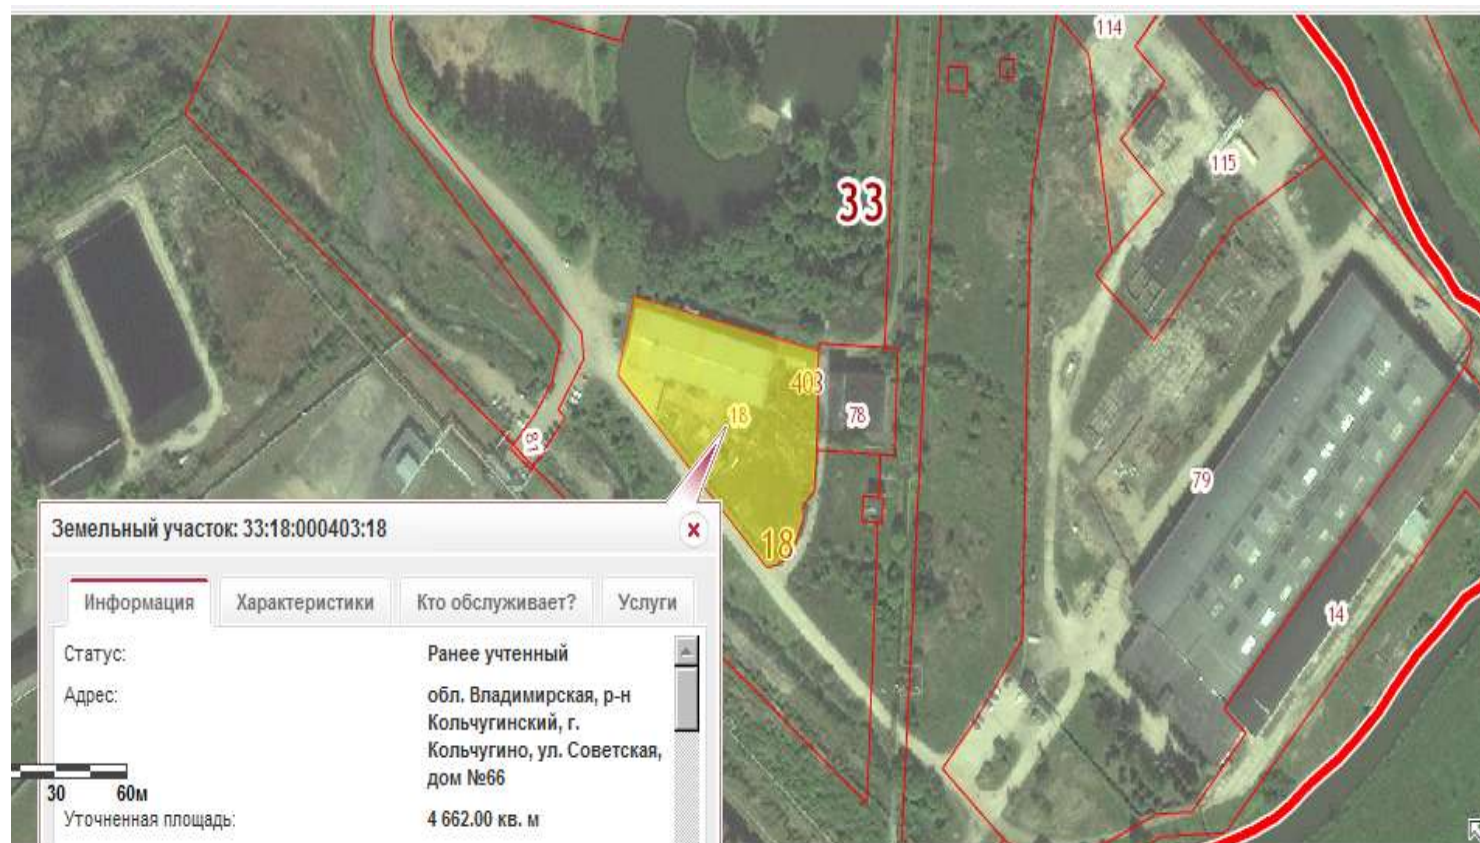 114
115
33
403
18
78
81
79
18
14
Земельный участок: 33:18:000403:18
Информация Характеристики Кто обслуживает? Услуги
Статус: Ранее учтенный
Адрес: обл. Владимирская, р-н
Кольчугинский, г.
Кольчугино, ул. Советская,
дом №66
30 60м
Уточненная площадь: 4 662.00 кв. м